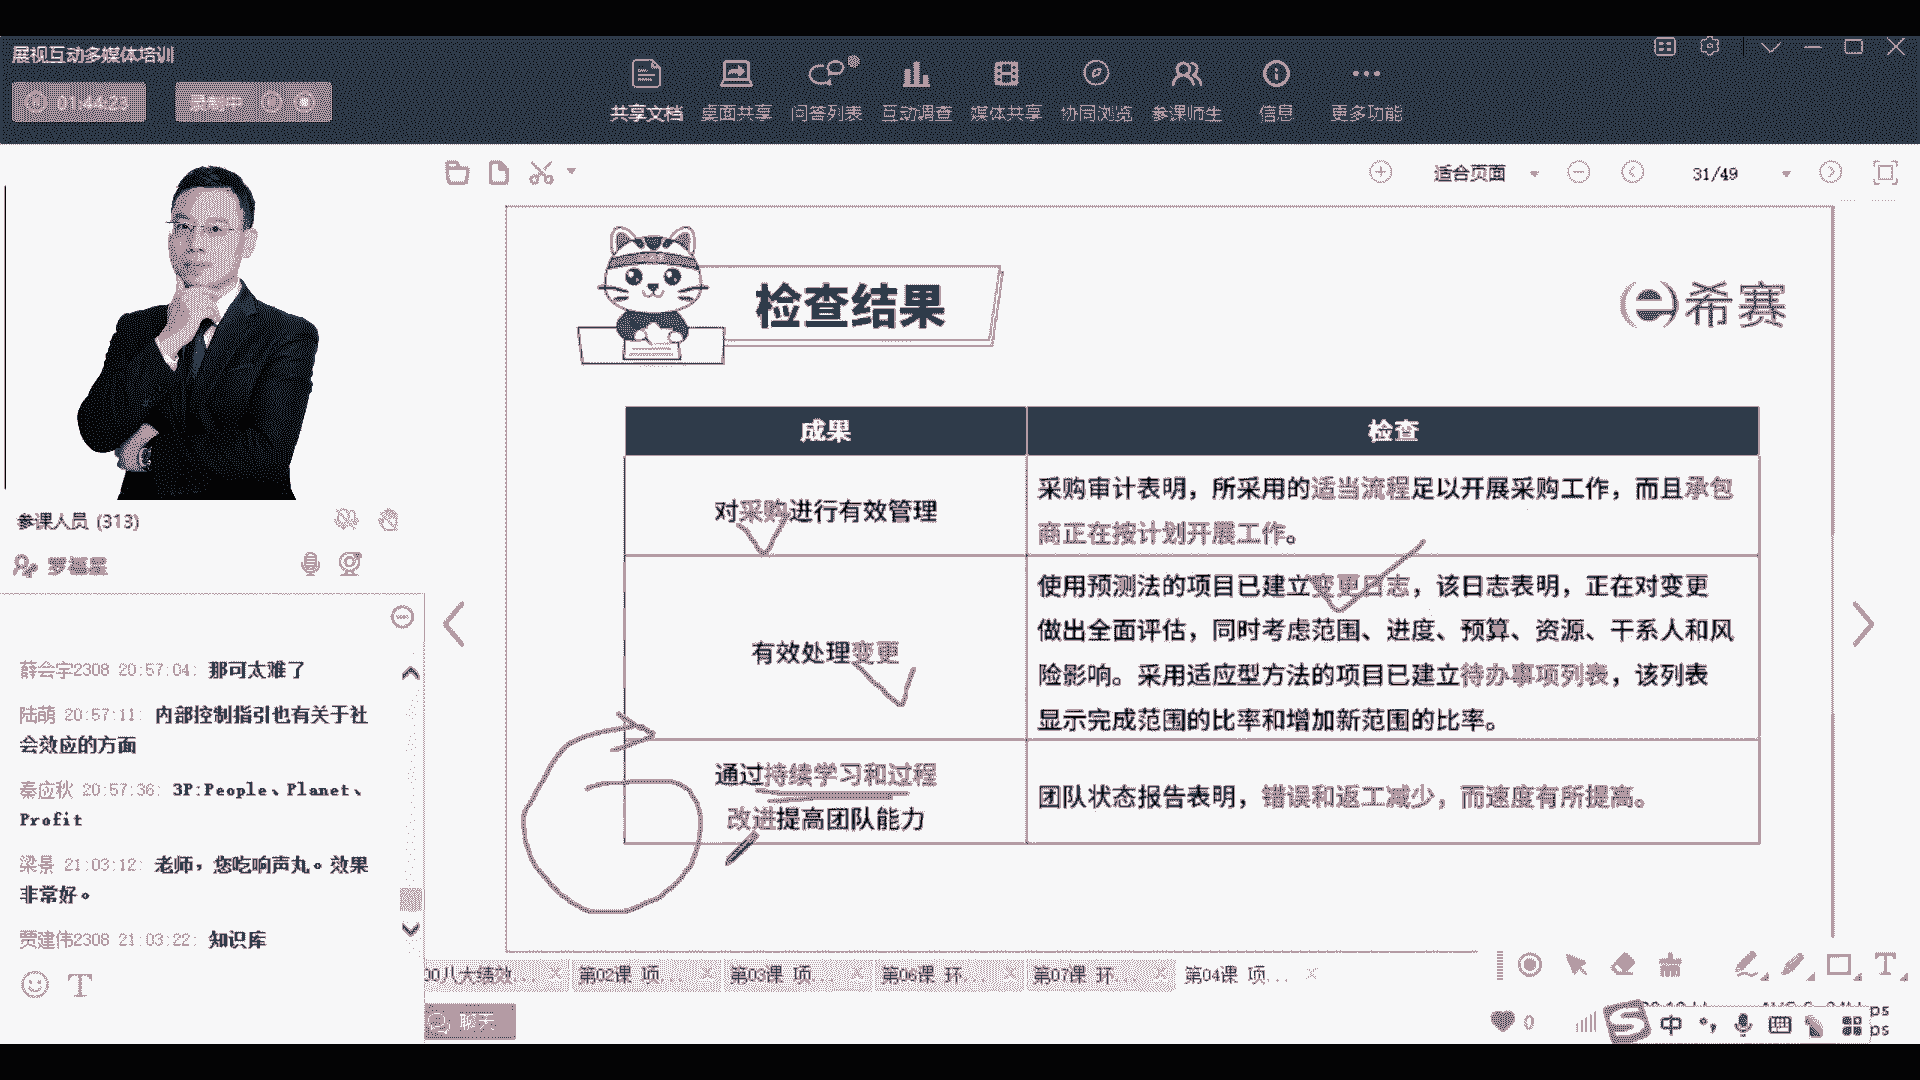 展视互动多媒体培训
01:44:23
录制中
共享文档
桌面共享
问答列表
互动调查
媒体共享
协同浏览
参课师生
信息
更多功能
适合页面
31/49
检查结果
希赛
成果
检查
对采购进行有效管理
采购审计表明，所采用的适当流程足以开展采购工作，而且承包
商正在按计划开展工作。
有效处理变更
使用预测法的项目已建立变更日志，该日志表明，正在对变更
做出全面评估，同时考虑范围、进度、预算、资源、干系人和风
险影响。采用适应型方法的项目已建立待办事项列表，该列表
显示完成范围的比率和增加新范围的比率。
通过持续学习和过程
改进提高团队能力
团队状态报告表明，错误和返工减少，而速度有所提高。
参课人员 (313)
罗福星
薛会宇2308 20:57:04: 那可太难了
陆萌 20:57:11: 内部控制指引也有关于社
会效应的方面
秦应秋 20:57:36: 3P:People、Planet、
Profit
梁景 21:03:12: 老师，您吃响声丸。效果
非常好。
贾建伟2308 21:03:22: 知识库
00八大绩效...
第02课 项...
第03课 项...
第06课 环...
第07课 环...
第04课 项...
聊天
0
中